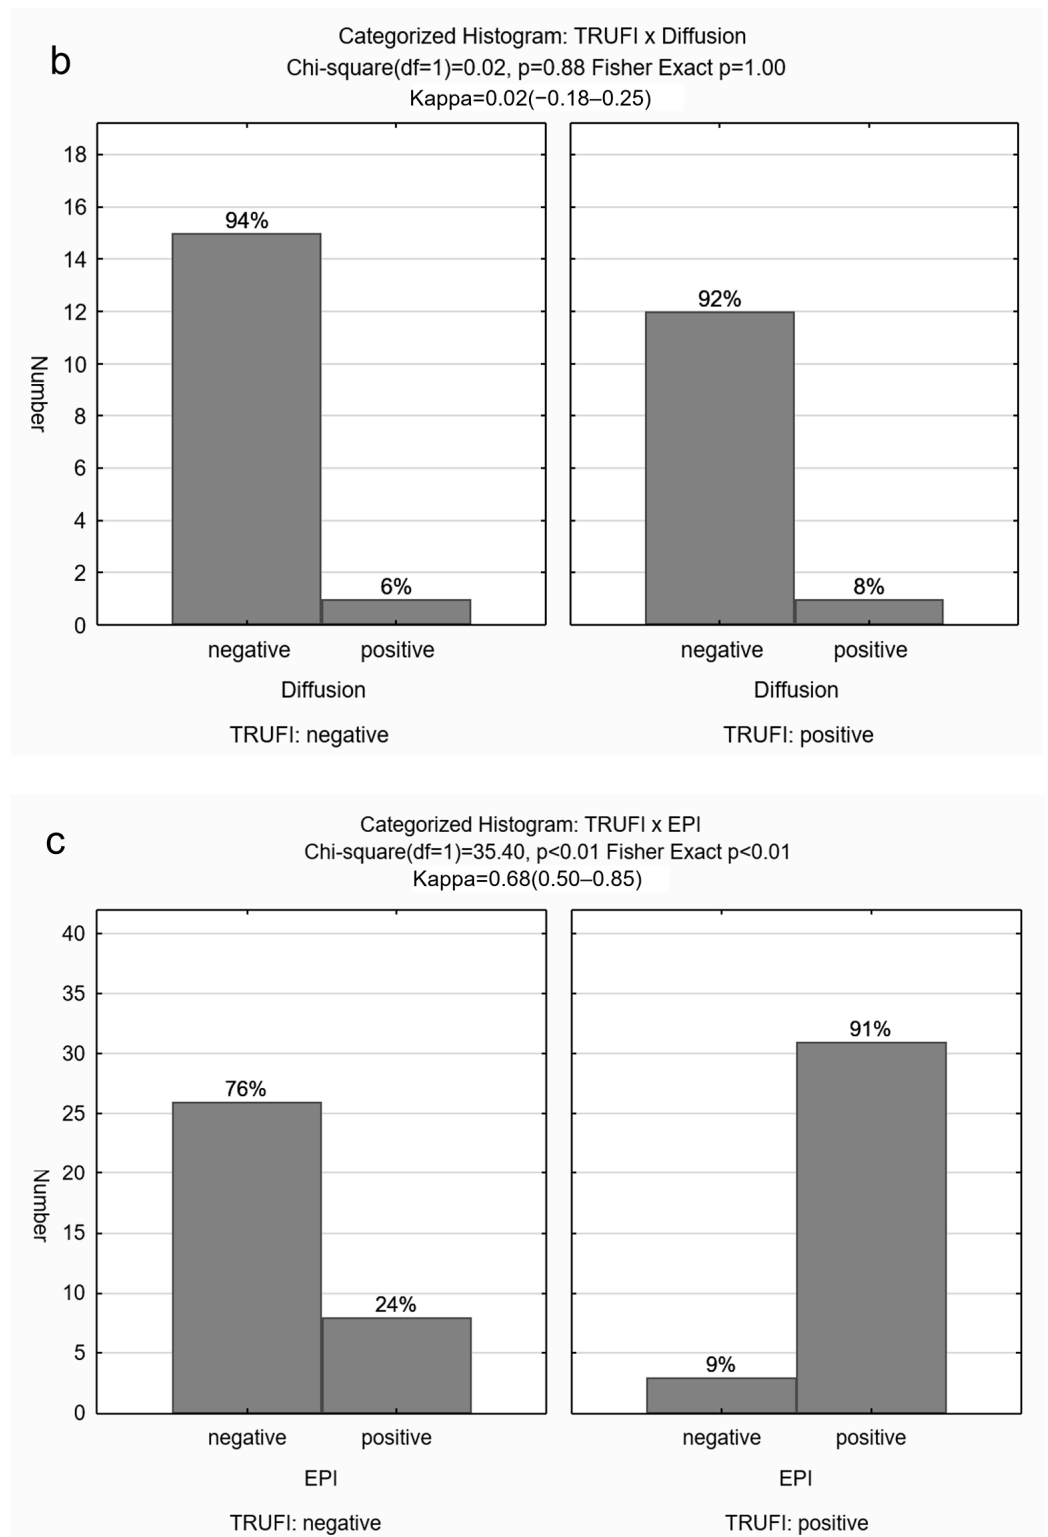 b
Categorized Histogram: TRUFI x Diffusion
Chi-square(df=1)=0.02, p=0.88 Fisher Exact p=1.00
Kappa=0.02(−0.18–0.25)
Number
18
16
14
12
10
8
6
4
2
0
94%
6%
92%
8%
negative positive negative positive
Diffusion Diffusion
TRUFI: negative TRUFI: positive
c
Categorized Histogram: TRUFI x EPI
Chi-square(df=1)=35.40, p<0.01 Fisher Exact p<0.01
Kappa=0.68(0.50–0.85)
Number
40
35
30
25
20
15
10
5
0
76%
24%
9%
91%
negative positive negative positive
EPI EPI
TRUFI: negative TRUFI: positive